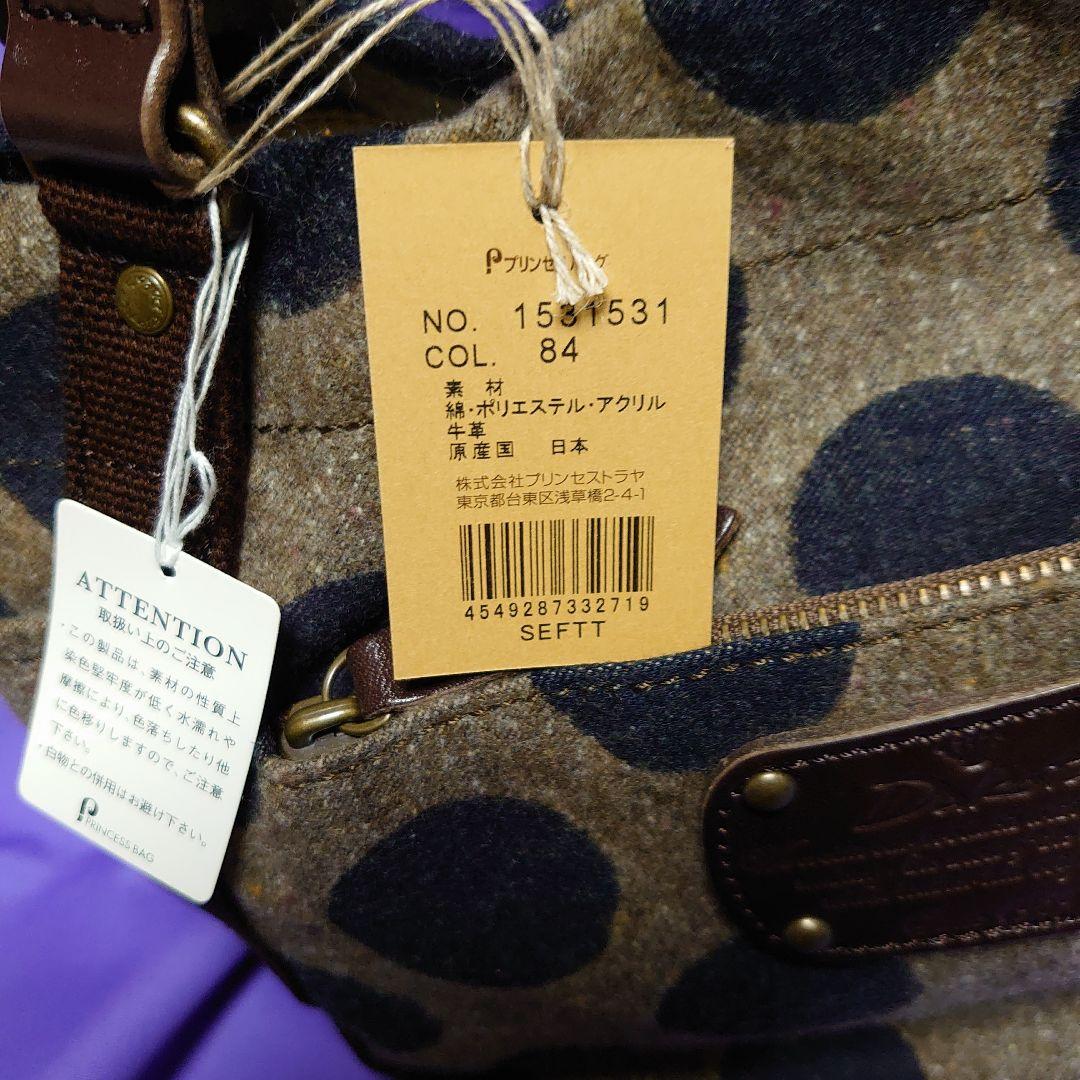 プリンセスバッグ
NO. 1531531
COL. 84
素 材
綿・ポリエステル・アクリル
牛革
原産国 日本
株式会社プリンセストラヤ
東京都台東区浅草橋2-4-1
4549287332719
SEFTT
ATTENTION
取扱い上のご注意
・この製品は、素材の性質上
染色堅牢度が低く水濡れや
摩擦により、色落ちしたり他
に色移りしますので、ご注意
下さい。
・白物との併用はお避け下さい。
PRINCESS BAG